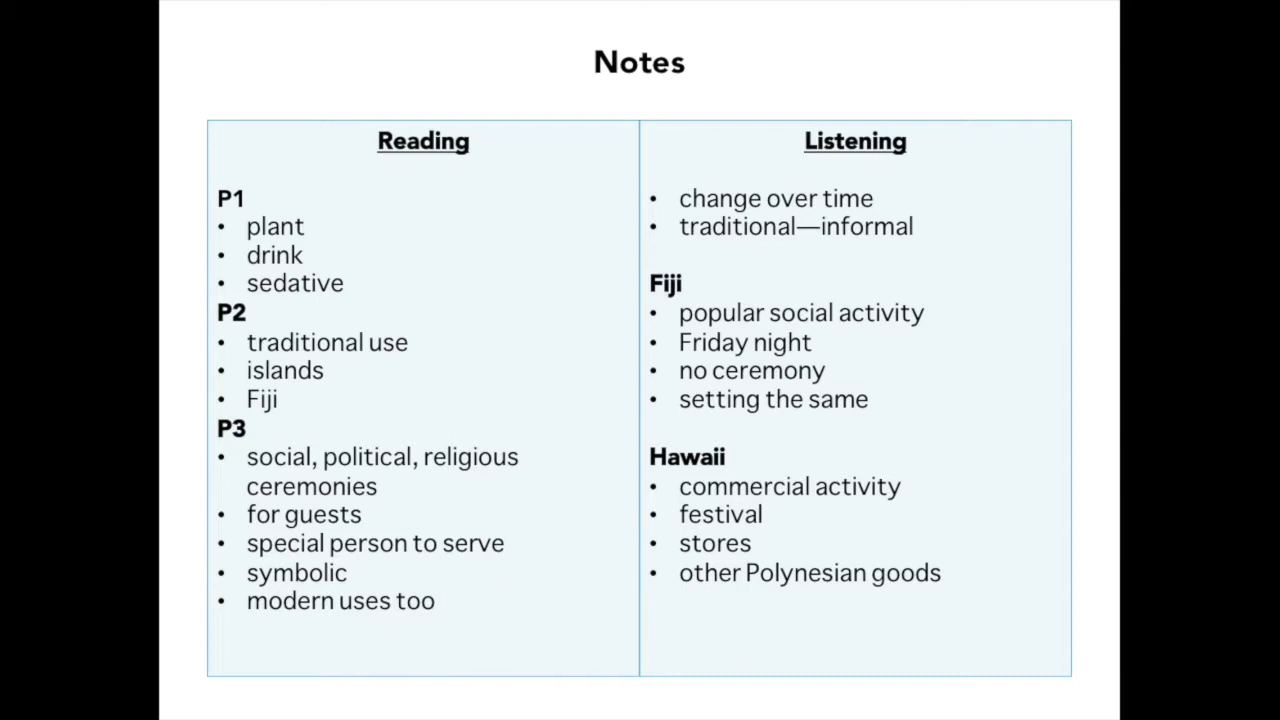 Notes
Reading
P1
• plant
• drink
• sedative
P2
• traditional use
• islands
• Fiji
P3
• social, political, religious
ceremonies
• for guests
• special person to serve
• symbolic
• modern uses too
Listening
• change over time
• traditional—informal
Fiji
• popular social activity
• Friday night
• no ceremony
• setting the same
Hawaii
• commercial activity
• festival
• stores
• other Polynesian goods